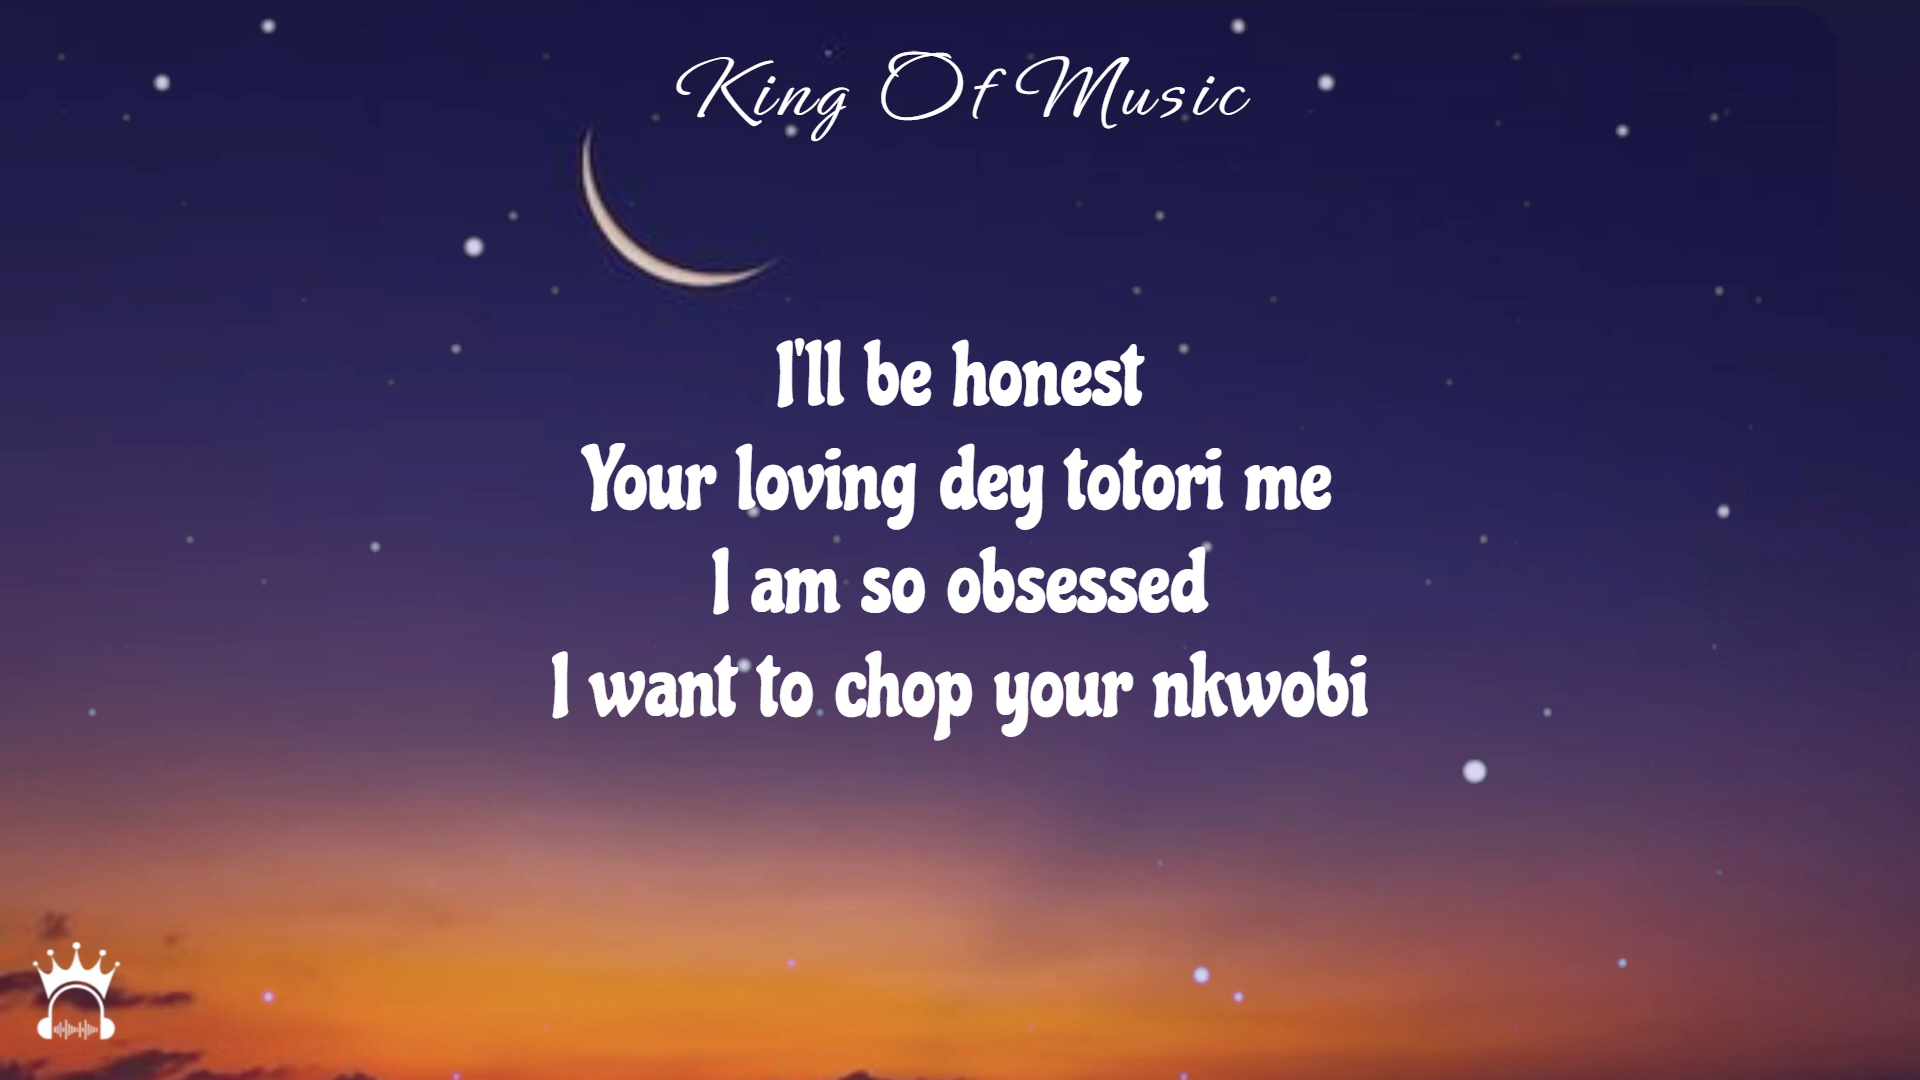 King Of Music
I'll be honest
Your loving dey totori me
I am so obsessed
I want to chop your nkwobi